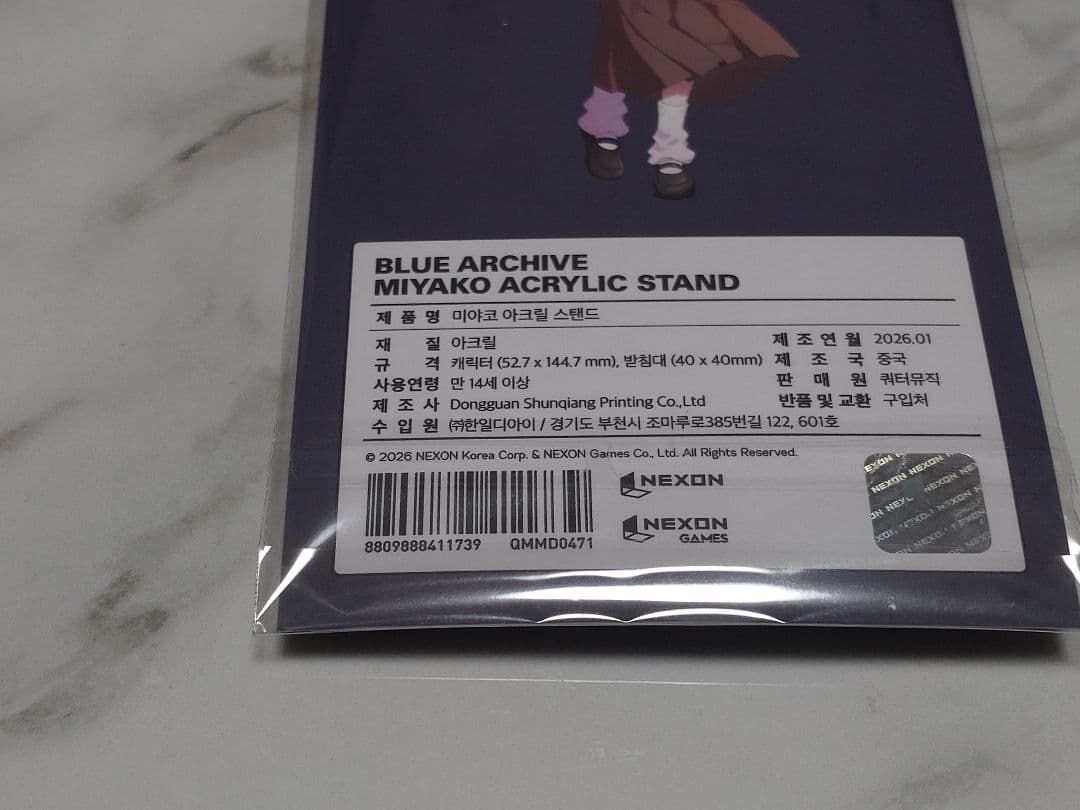 BLUE ARCHIVE
MIYAKO ACRYLIC STAND
제 품 명 미야코 아크릴 스탠드
재 질 아크릴 제 조 연 월 2026.01
규 격 캐릭터 (52.7 x 144.7 mm), 받침대 (40 x 40mm) 제 조 국 중국
사용연령 만 14세 이상 판 매 원 쿼터뮤직
제 조 사 Dongguan Shunqiang Printing Co.,Ltd 반품 및 교환 구입처
수 입 원 ㈜한일디아이 / 경기도 부천시 조마루로385번길 122, 601호
© 2026 NEXON Korea Corp. & NEXON Games Co., Ltd. All Rights Reserved.
NEXON
NEXON GAMES
8809888411739 QMMD0471
NEXON NEXON NEXON